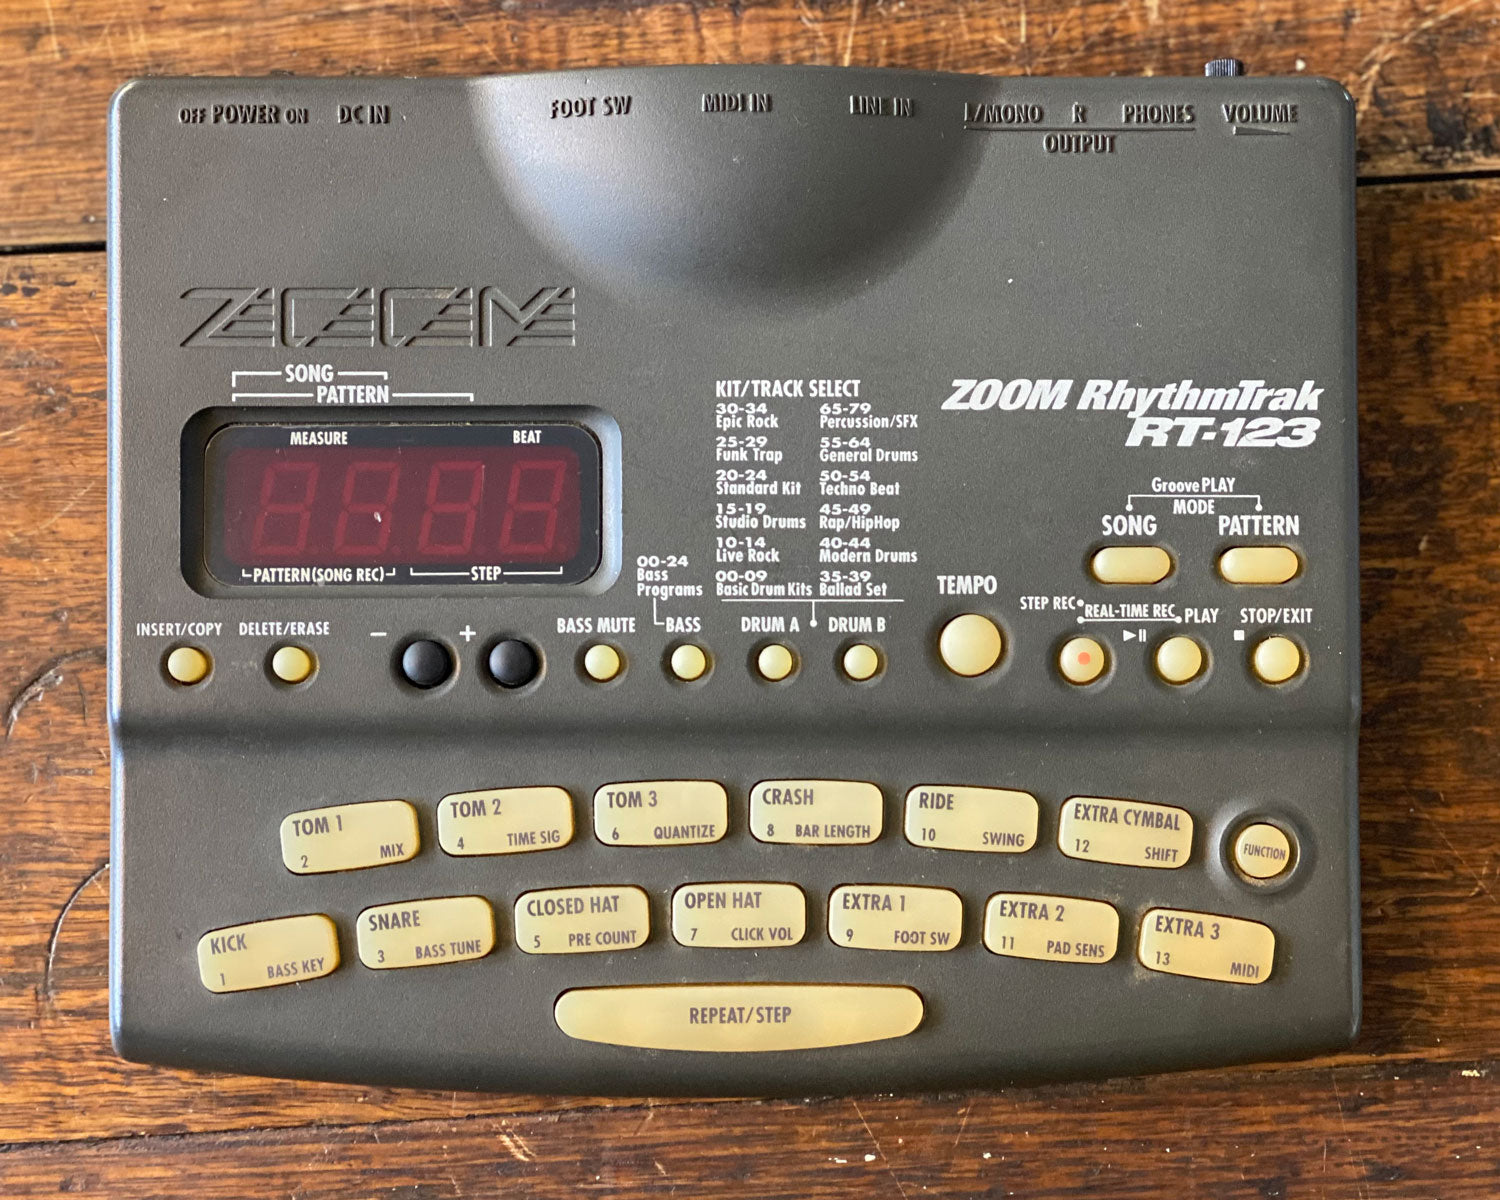 OFF POWER ON DC IN FOOT SW MIDI IN LINE IN L/MONO R PHONES VOLUME
OUTPUT
ZOOM
SONG
PATTERN
MEASURE BEAT
PATTERN(SONG REC) STEP
KIT/TRACK SELECT
30-34 65-79
Epic Rock Percussion/SFX
25-29 55-64
Funk Trap General Drums
20-24 50-54
Standard Kit Techno Beat
15-19 45-49
Studio Drums Rap/HipHop
10-14 40-44
Live Rock Modern Drums
00-09 35-39
Basic Drum Kits Ballad Set
00-24
Bass
Programs
ZOOM RhythmTrak
RT-123
GroovePLAY
MODE
SONG PATTERN
TEMPO
STEP REC
REAL-TIME REC PLAY STOP/EXIT
INSERT/COPY DELETE/ERASE − + BASS MUTE BASS DRUM A DRUM B
TOM 1
2 MIX
TOM 2
4 TIME SIG
TOM 3
6 QUANTIZE
CRASH
8 BAR LENGTH
RIDE
10 SWING
EXTRA CYMBAL
12 SHIFT
FUNCTION
KICK
1 BASS KEY
SNARE
3 BASS TUNE
CLOSED HAT
5 PRE COUNT
OPEN HAT
7 CLICK VOL
EXTRA 1
9 FOOT SW
EXTRA 2
11 PAD SENS
EXTRA 3
13 MIDI
REPEAT/STEP